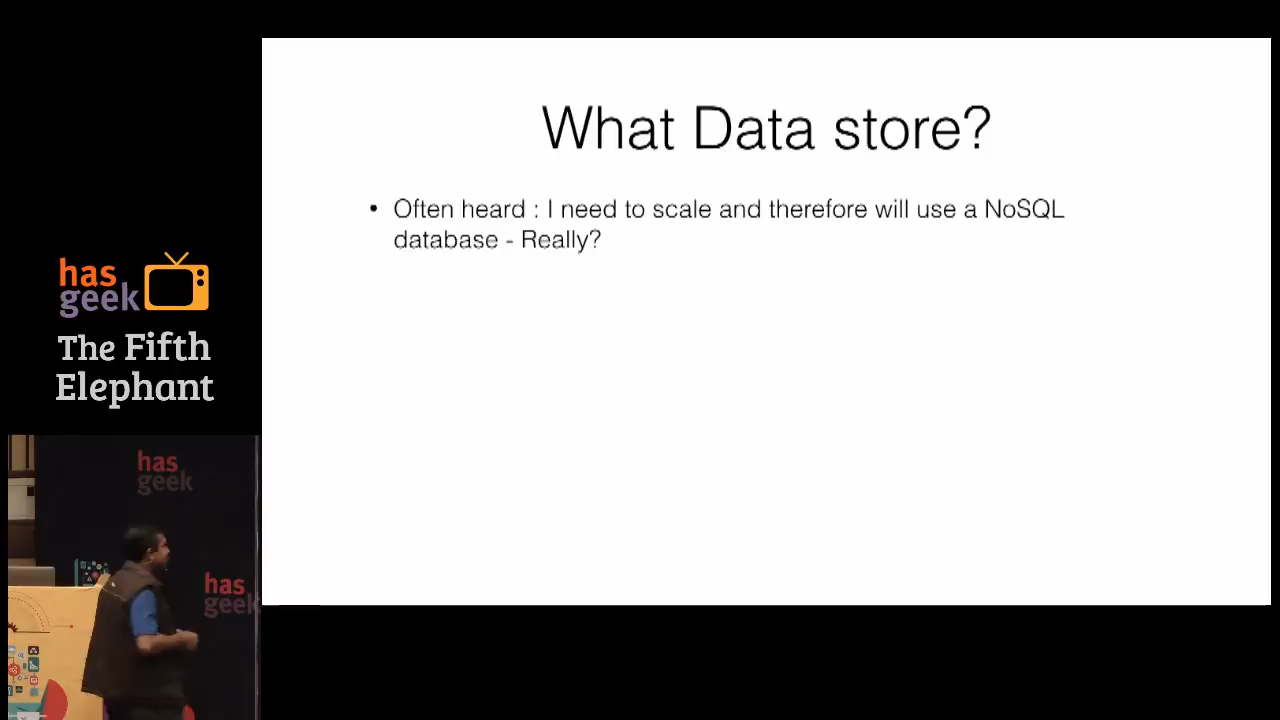 What Data store?
• Often heard : I need to scale and therefore will use a NoSQL
database - Really?
has
geek
The Fifth
Elephant
has
geek
has
geek